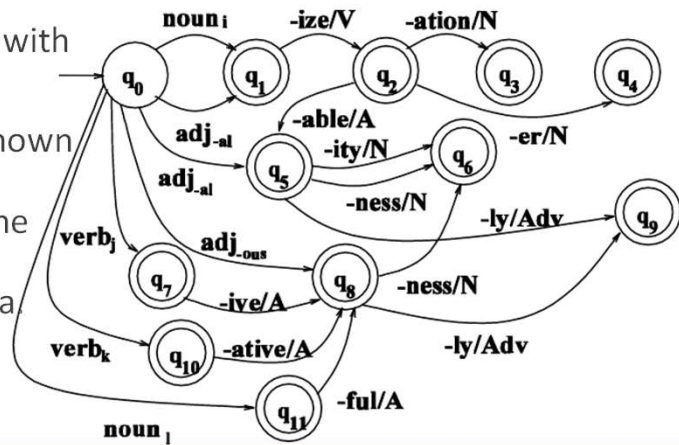 with
nown
ne
a.
noun i
-ize/V
-ation/N
q0
q1
q2
q3
q4
adj-al
-able/A
-er/N
adj-al
q5
-ity/N
q6
-ness/N
-ly/Adv
q9
verbj
adj-ous
q7
-ive/A
q8
-ness/N
verbk
q10
-ative/A
-ly/Adv
noun l
q11
-ful/A